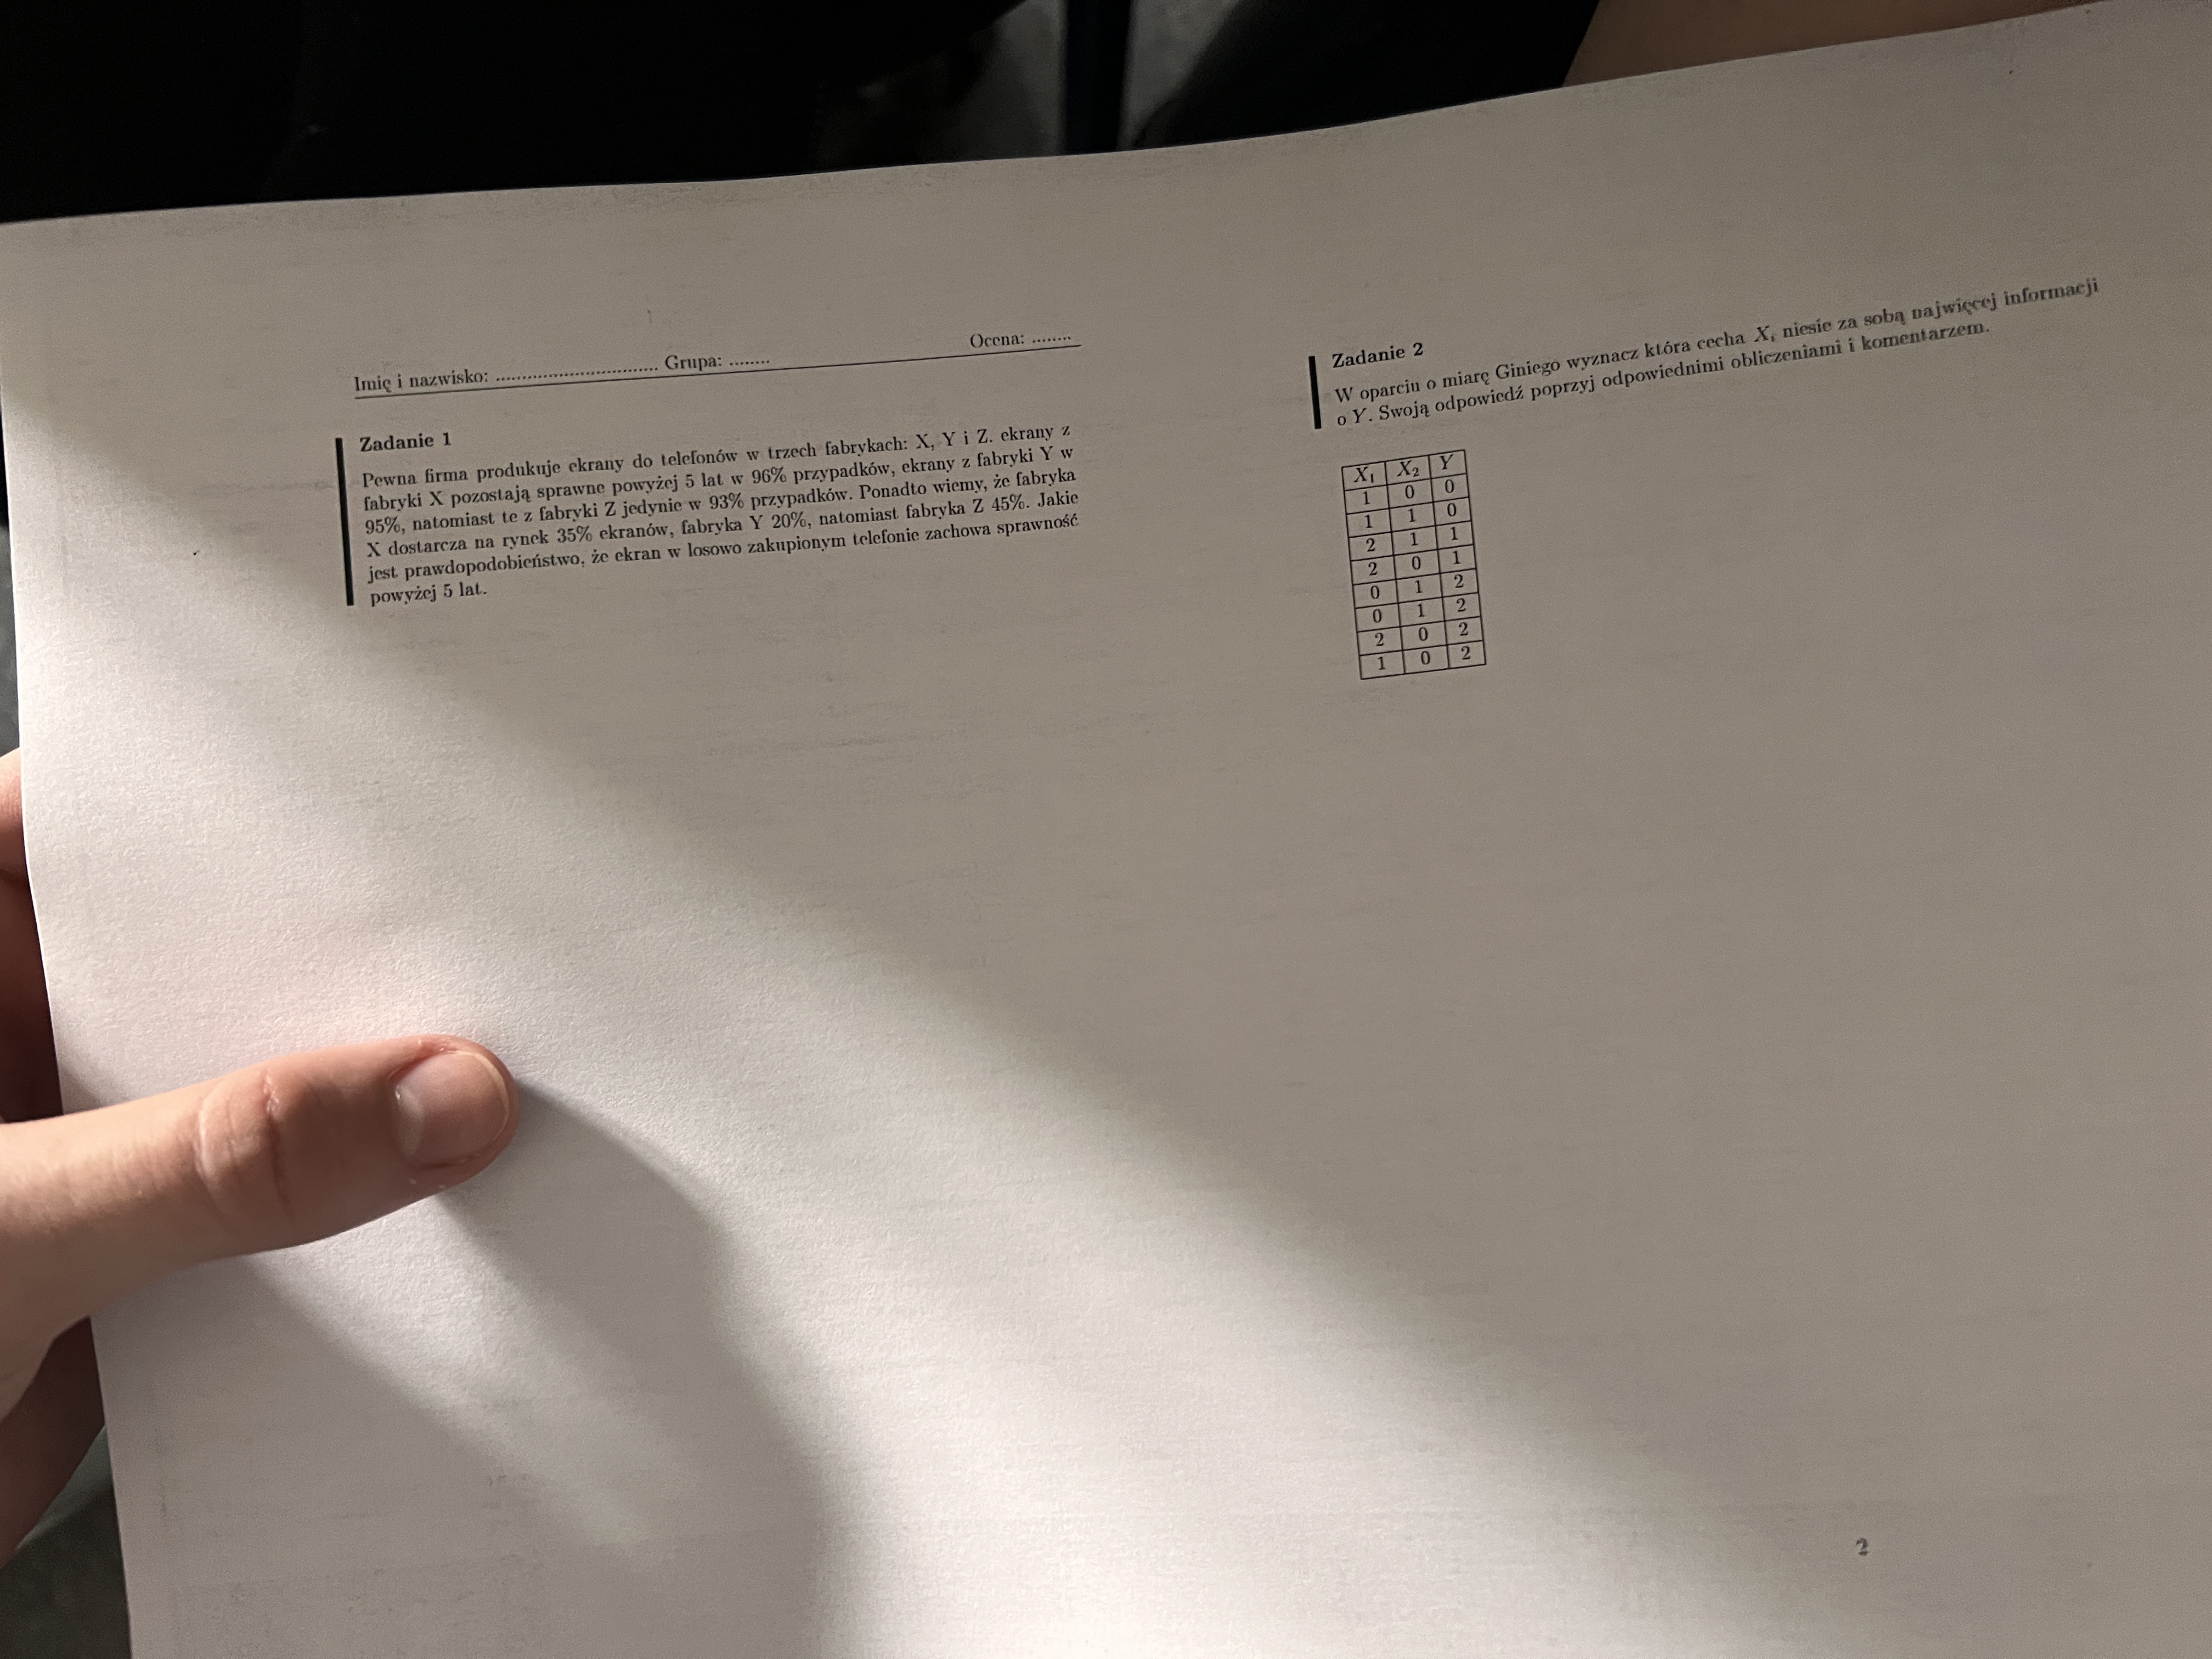 Imię i nazwisko: ........................................ Grupa: ........ Ocena: ........
Zadanie 1
Pewna firma produkuje ekrany do telefonów w trzech fabrykach: X, Y i Z. ekrany z
fabryki X pozostają sprawne powyżej 5 lat w 96% przypadków, ekrany z fabryki Y w
95%, natomiast te z fabryki Z jedynie w 93% przypadków. Ponadto wiemy, że fabryka
X dostarcza na rynek 35% ekranów, fabryka Y 20%, natomiast fabryka Z 45%. Jakie
jest prawdopodobieństwo, że ekran w losowo zakupionym telefonie zachowa sprawność
powyżej 5 lat.
Zadanie 2
W oparciu o miarę Giniego wyznacz która cecha Xᵢ niesie za sobą najwięcej informacji
o Y. Swoją odpowiedź poprzyj odpowiednimi obliczeniami i komentarzem.
X₁ X₂ Y
1 0 0
1 1 0
2 1 1
2 0 1
0 1 2
0 1 2
2 0 2
1 0 2
2